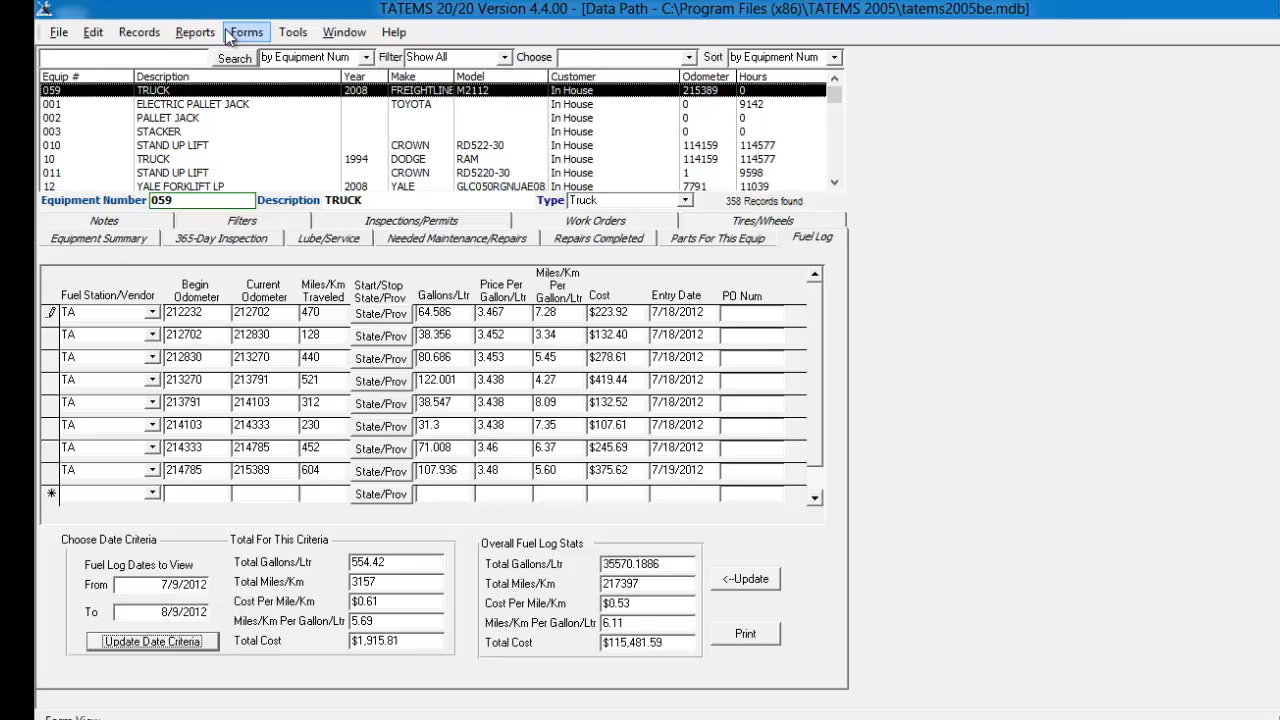 TATEMS 20/20 Version 4.4.00 - [Data Path - C:\Program Files (x86)\TATEMS 2005\tatems2005be.mdb]
File Edit Records Reports Forms Tools Window Help
Search by Equipment Num Filter Show All Choose Sort by Equipment Num
Equip # Description Year Make Model Customer Odometer Hours
059 TRUCK 2008 FREIGHTLINE M2112 In House 215389 0
001 ELECTRIC PALLET JACK TOYOTA In House 0 9142
002 PALLET JACK In House 0 0
003 STACKER In House 0 0
010 STAND UP LIFT CROWN RD522-30 In House 114159 114577
10 TRUCK 1994 DODGE RAM In House 114159 114577
011 STAND UP LIFT CROWN RD5220-30 In House 1 9598
12 YALE FORKLIFT LP 2008 YALE GLC050RGNUAE08 In House 7791 11039
Equipment Number 059 Description TRUCK Type Truck 358 Records found
Notes Filters Inspections/Permits Work Orders Tires/Wheels
Equipment Summary 365-Day Inspection Lube/Service Needed Maintenance/Repairs Repairs Completed Parts For This Equip Fuel Log
Fuel Station/Vendor Begin Odometer Current Odometer Miles/Km Traveled Start/Stop State/Prov Gallons/Ltr Price Per Gallon/Ltr Miles/Km Per Gallon/Ltr Cost Entry Date PO Num
TA 212232 212702 470 State/Prov 64.586 3.467 7.28 $223.92 7/18/2012
TA 212702 212830 128 State/Prov 38.356 3.452 3.34 $132.40 7/18/2012
TA 212830 213270 440 State/Prov 80.686 3.453 5.45 $278.61 7/18/2012
TA 213270 213791 521 State/Prov 122.001 3.438 4.27 $419.44 7/18/2012
TA 213791 214103 312 State/Prov 38.547 3.438 8.09 $132.52 7/18/2012
TA 214103 214333 230 State/Prov 31.3 3.438 7.35 $107.61 7/18/2012
TA 214333 214785 452 State/Prov 71.008 3.46 6.37 $245.69 7/18/2012
TA 214785 215389 604 State/Prov 107.936 3.48 5.60 $375.62 7/19/2012
State/Prov
Choose Date Criteria
Fuel Log Dates to View
From 7/9/2012
To 8/9/2012
Update Date Criteria
Total For This Criteria
Total Gallons/Ltr 554.42
Total Miles/Km 3157
Cost Per Mile/Km $0.61
Miles/Km Per Gallon/Ltr 5.69
Total Cost $1,915.81
Overall Fuel Log Stats
Total Gallons/Ltr 35570.1886
Total Miles/Km 217397
Cost Per Mile/Km $0.53
Miles/Km Per Gallon/Ltr 6.11
Total Cost $115,481.59
<--Update
Print
Form View